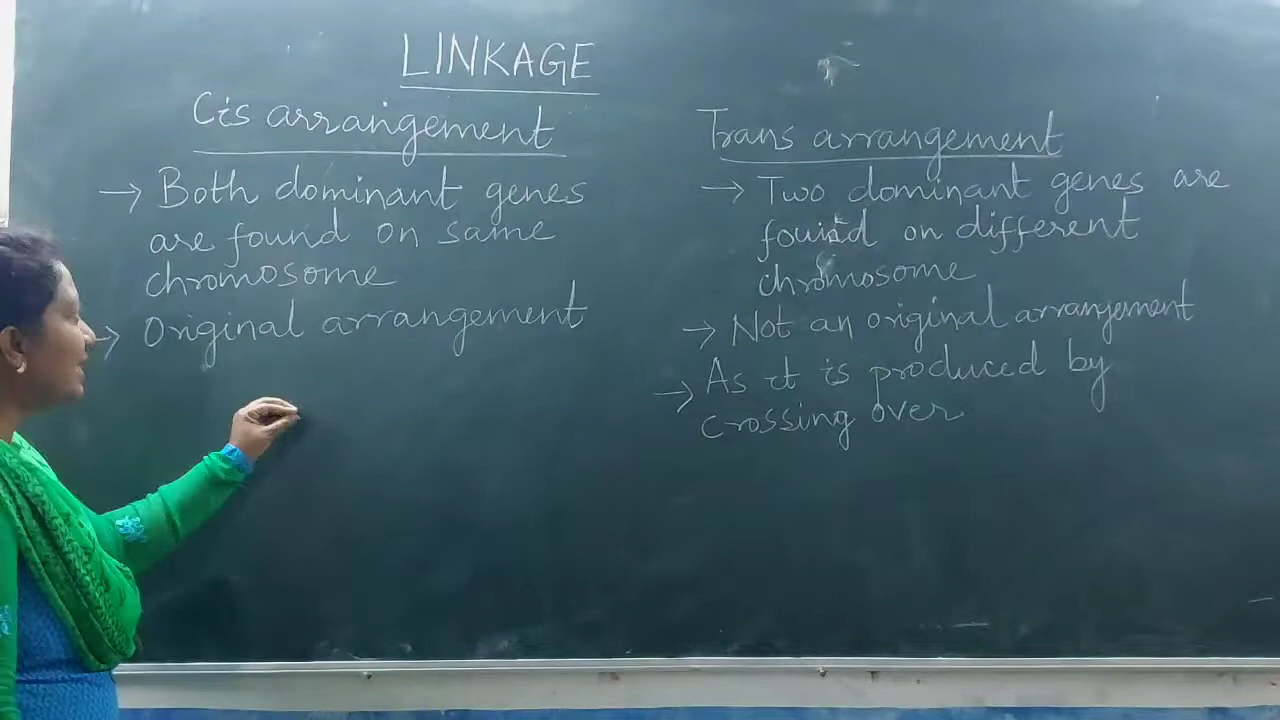 LINKAGE
Cis arrangement
→ Both dominant genes
are found on same
chromosome
→ Original arrangement
Trans arrangement
→ Two dominant genes are
found on different
chromosome
→ Not an original arrangement
→ As it is produced by
crossing over